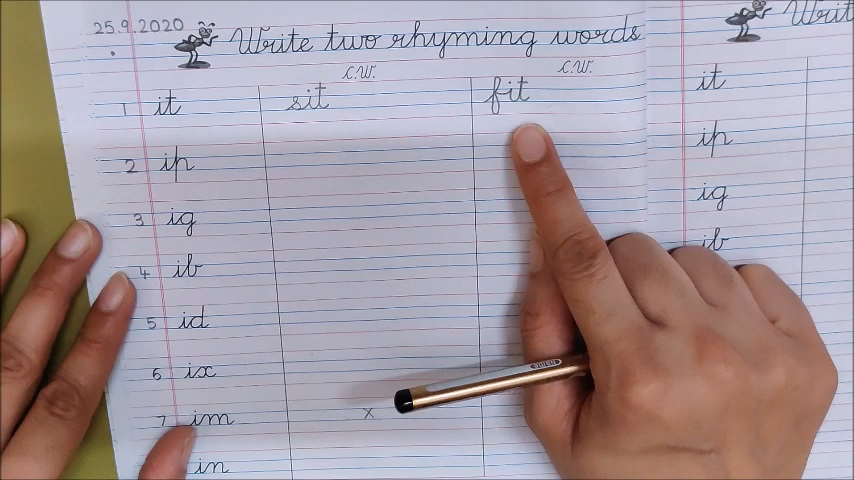 25.9.2020
Write two rhyming words
Writ
c.w.
c.w.
1 it sit fit
2 ip
3 ig
4 ib
5 id
6 ix
7 im x
in
it
ip
ig
ib